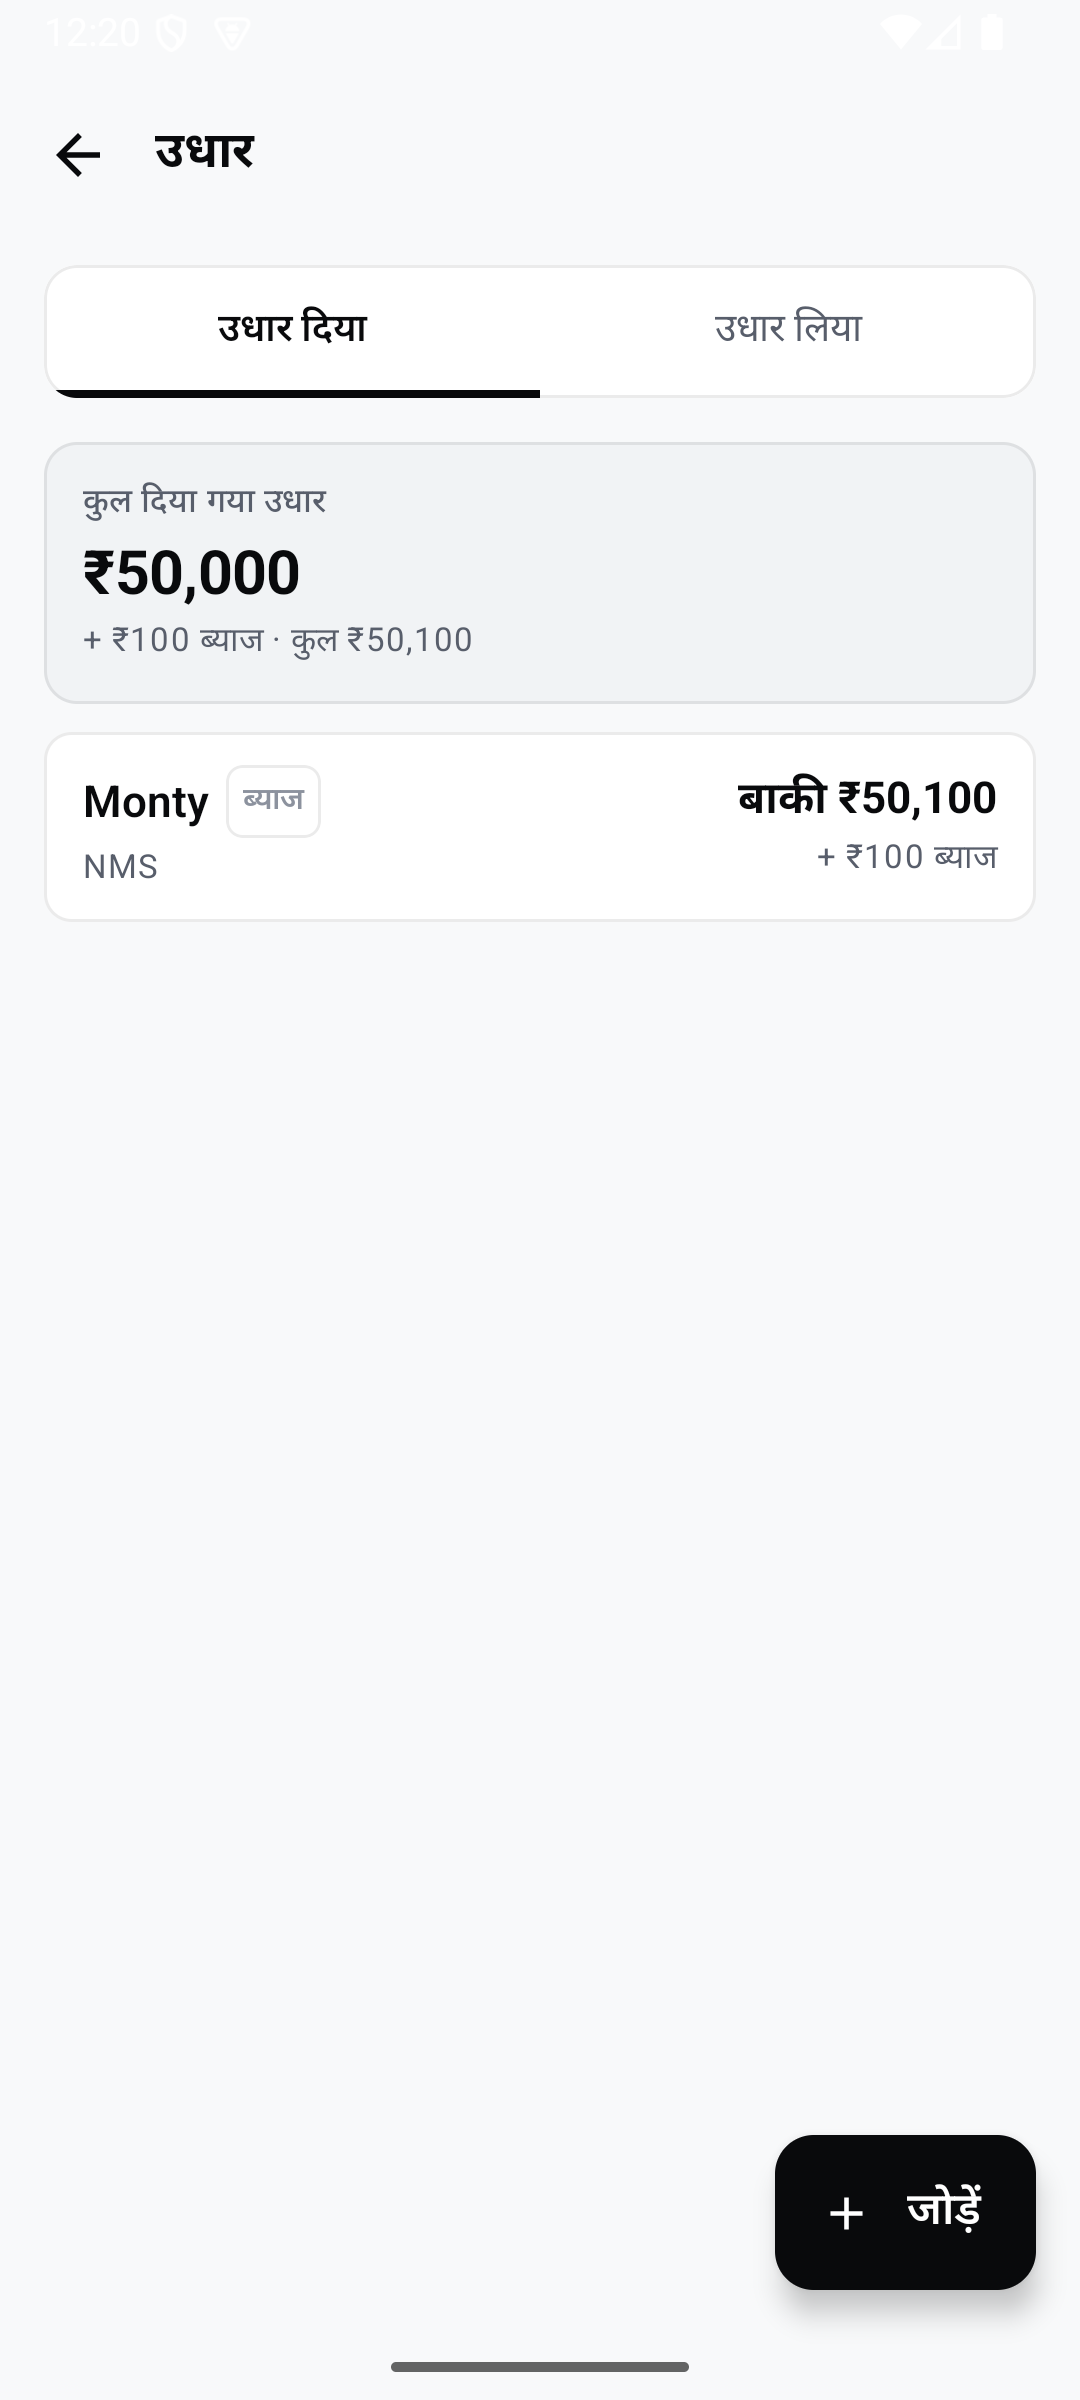 12:20
उधार
उधार दिया
उधार लिया
कुल दिया गया उधार
₹50,000
+ ₹100 ब्याज · कुल ₹50,100
Monty ब्याज
बाकी ₹50,100
NMS
+ ₹100 ब्याज
+ जोड़ें